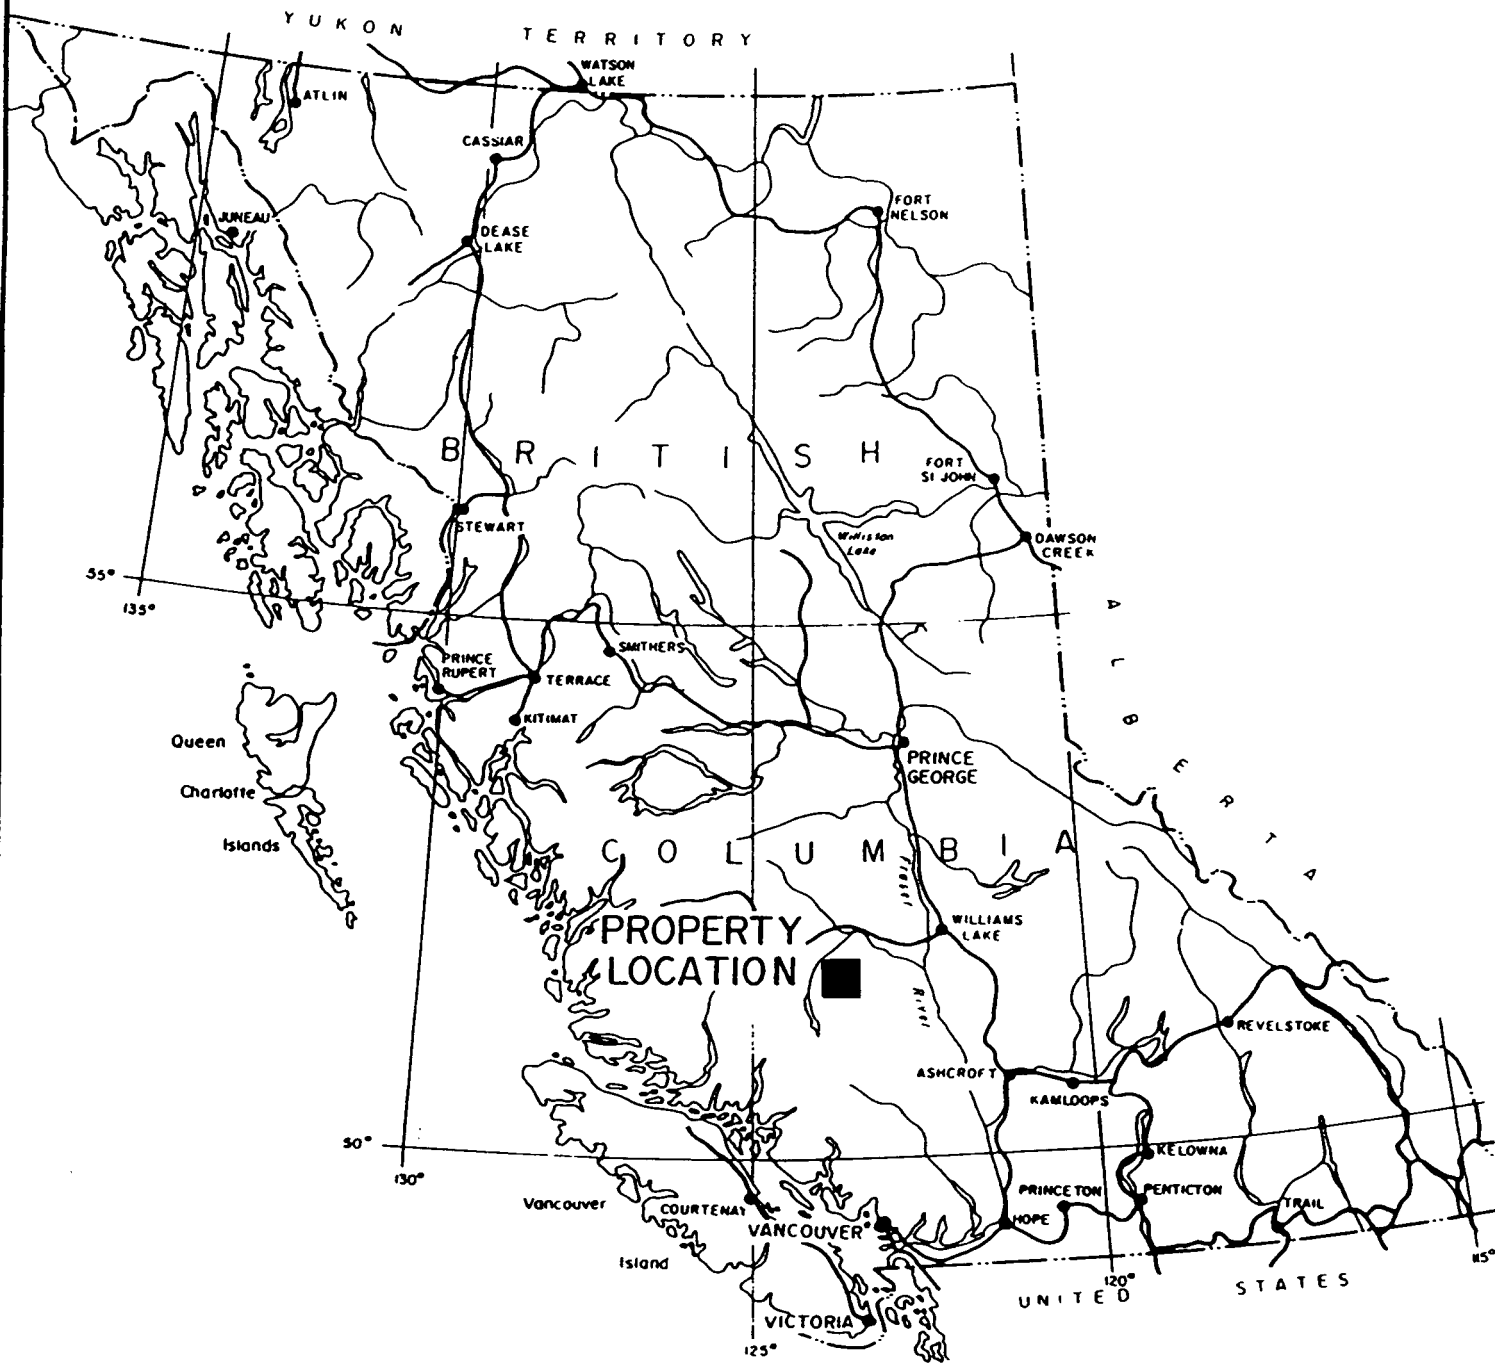 YUKON TERRITORY
WATSON
LAKE
ATLIN
CASSIAR
FORT
NELSON
JUNEAU
DEASE
LAKE
BRITISH
FORT
ST JOHN
STEWART
Williston
Lake
DAWSON
CREEK
55°
135°
ALBERTA
PRINCE
RUPERT
SMITHERS
TERRACE
KITIMAT
Queen
Charlotte
Islands
PRINCE
GEORGE
COLUMBIA
Fraser
River
WILLIAMS
LAKE
PROPERTY
LOCATION
REVELSTOKE
ASHCROFT
KAMLOOPS
50°
130°
KELOWNA
PRINCETON
PENTICTON
Vancouver
Island
COURTENAY
VANCOUVER
HOPE
TRAIL
120°
115°
UNITED STATES
VICTORIA
125°